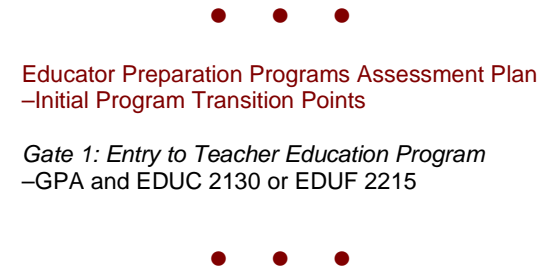 Educator Preparation Programs Assessment Plan
–Initial Program Transition Points
Gate 1: Entry to Teacher Education Program
–GPA and EDUC 2130 or EDUF 2215